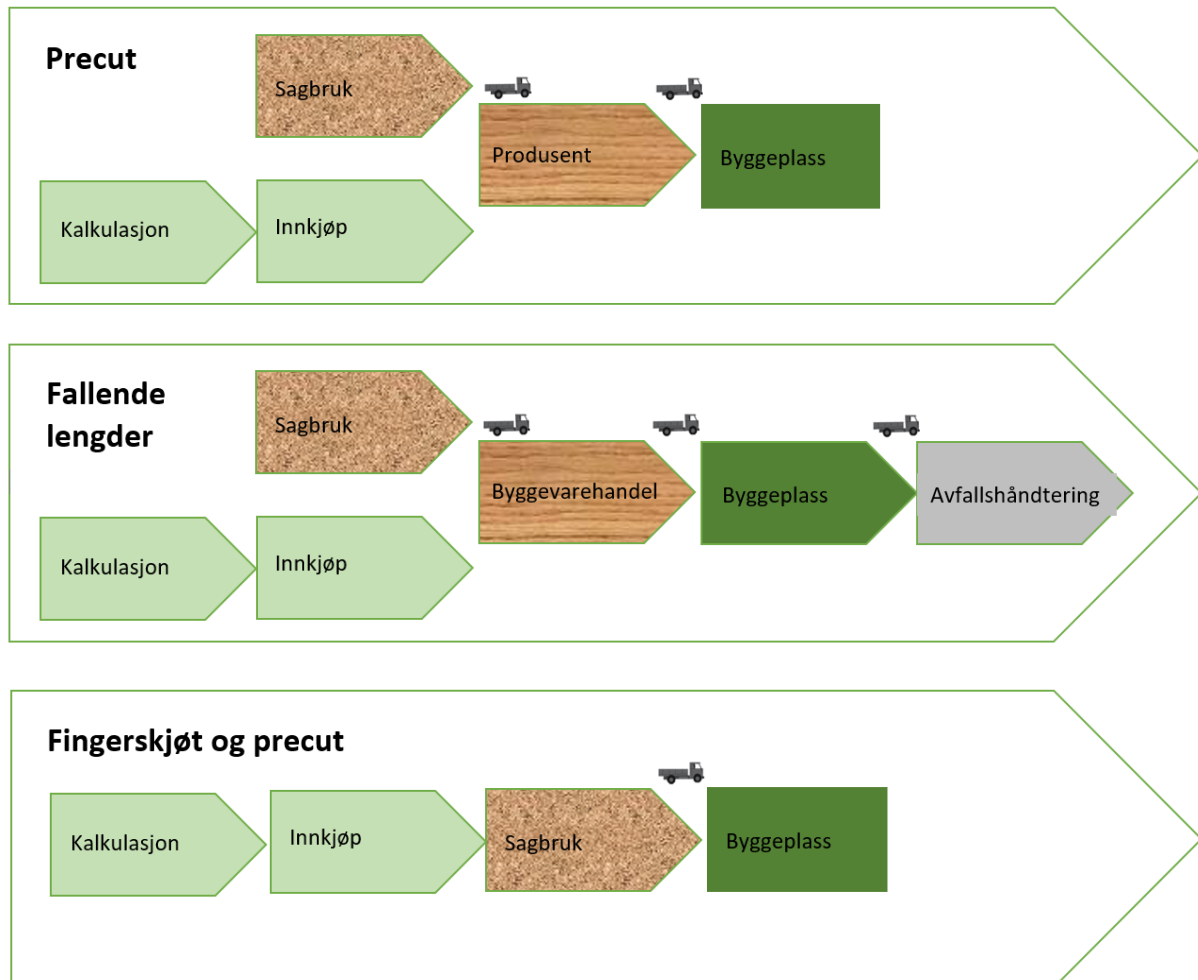 Precut
Sagbruk
Produsent
Byggeplass
Kalkulasjon
Innkjøp
Fallende
lengder
Sagbruk
Byggevarehandel
Byggeplass
Avfallshåndtering
Kalkulasjon
Innkjøp
Fingerskjøt og precut
Kalkulasjon
Innkjøp
Sagbruk
Byggeplass